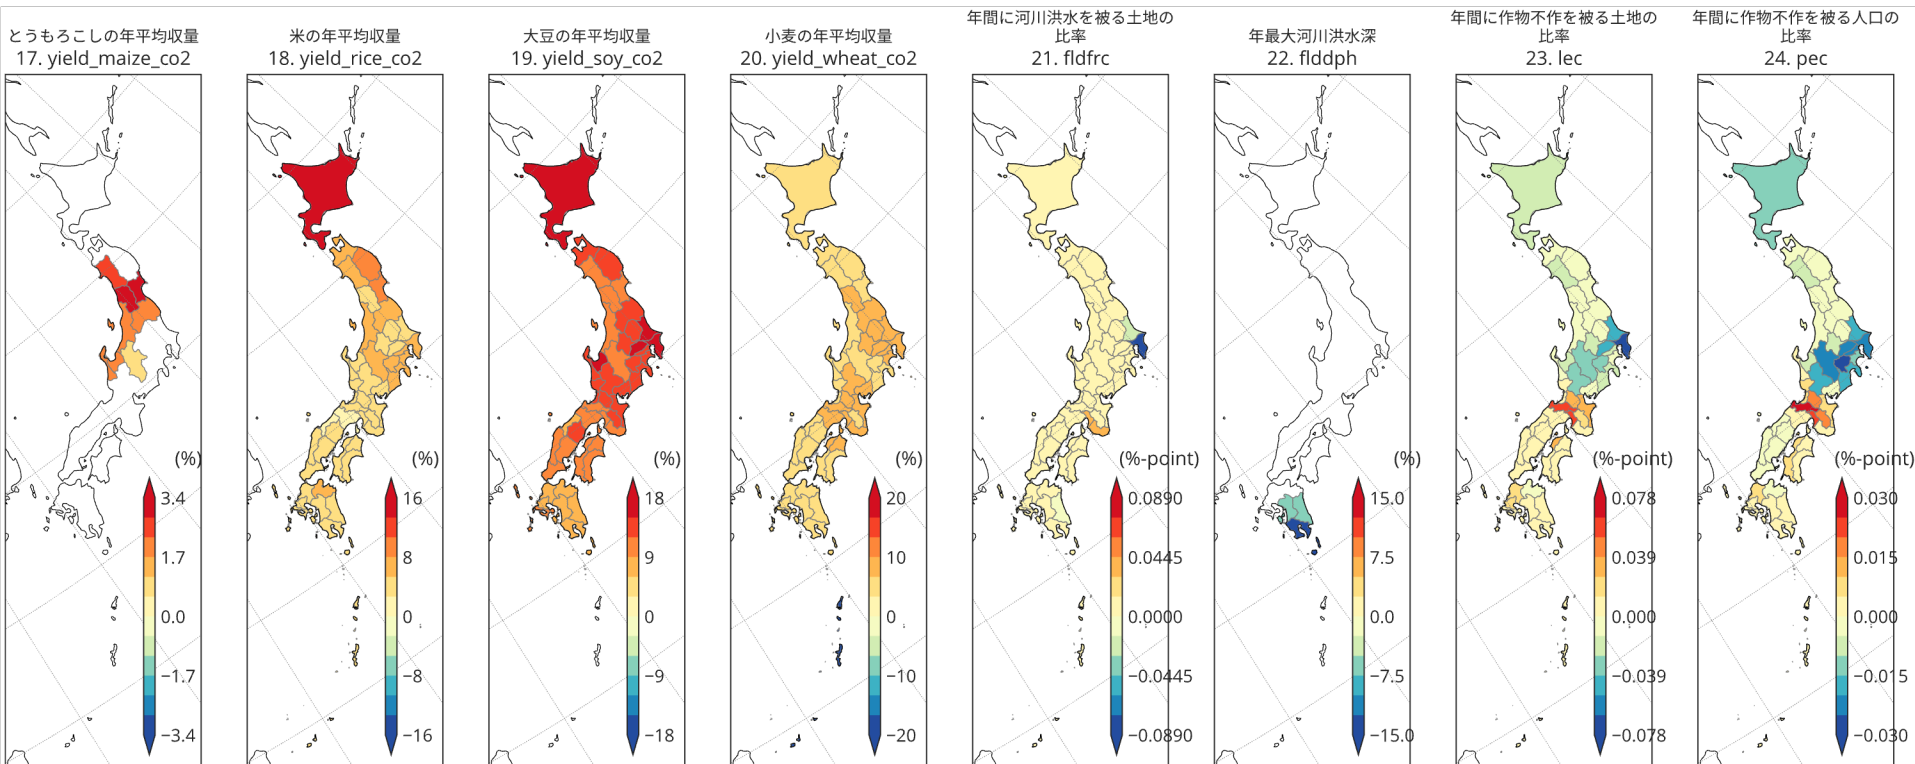 とうもろこしの年平均収量
17. yield_maize_co2
(%)
3.4
1.7
0.0
−1.7
−3.4
米の年平均収量
18. yield_rice_co2
(%)
16
8
0
−8
−16
大豆の年平均収量
19. yield_soy_co2
(%)
18
9
0
−9
−18
小麦の年平均収量
20. yield_wheat_co2
(%)
20
10
0
−10
−20
年間に河川洪水を被る土地の
比率
21. fldfrc
(%-point)
0.0890
0.0445
0.0000
−0.0445
−0.0890
年最大河川洪水深
22. flddph
(%)
15.0
7.5
0.0
−7.5
−15.0
年間に作物不作を被る土地の
比率
23. lec
(%-point)
0.078
0.039
0.000
−0.039
−0.078
年間に作物不作を被る人口の
比率
24. pec
(%-point)
0.030
0.015
0.000
−0.015
−0.030